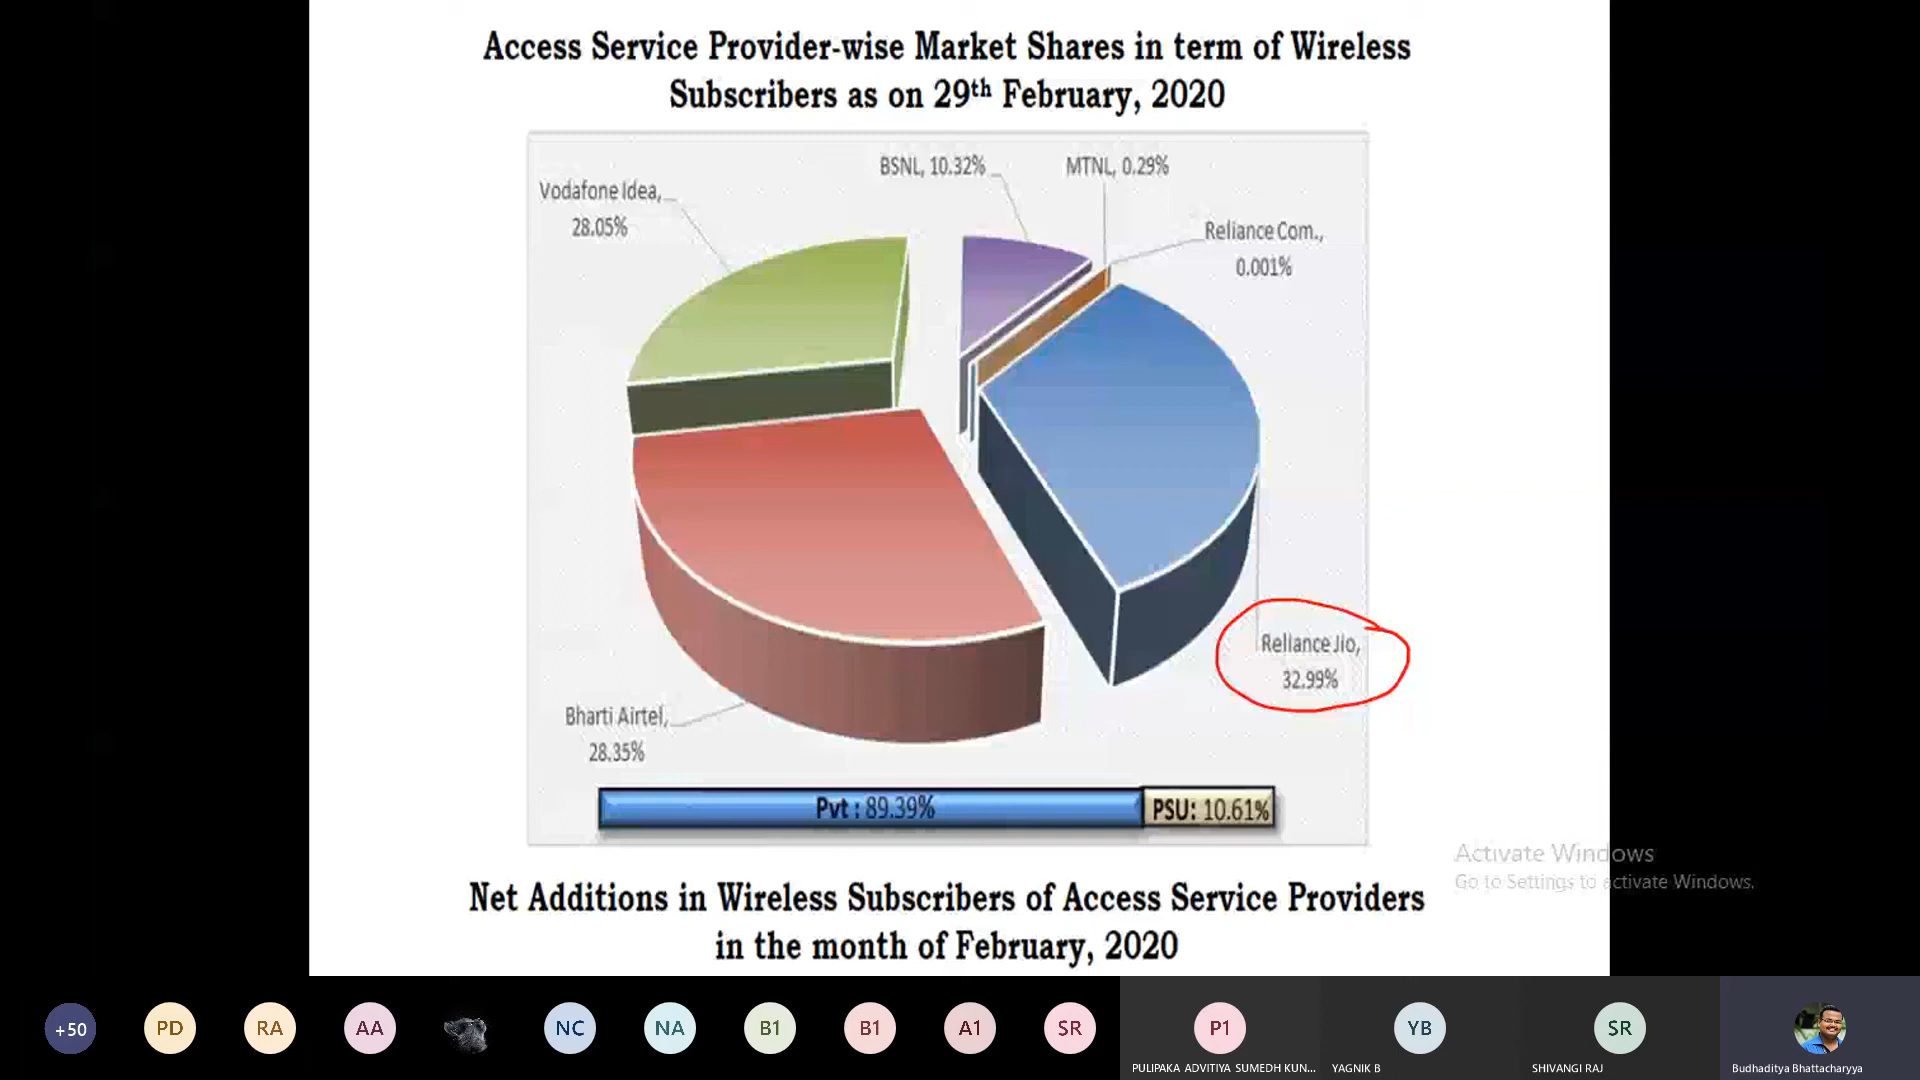 Access Service Provider-wise Market Shares in term of Wireless
Subscribers as on 29th February, 2020
BSNL, 10.32%
MTNL, 0.29%
Vodafone Idea,
28.05%
Reliance Com.,
0.001%
Reliance Jio,
32.99%
Bharti Airtel,
28.35%
Pvt : 89.39%
PSU: 10.61%
Activate Windows
Go to Settings to activate Windows.
Net Additions in Wireless Subscribers of Access Service Providers
in the month of February, 2020
+50
PD
RA
AA
NC
NA
B1
B1
A1
SR
P1
YB
SR
PULIPAKA ADVITIYA SUMEDH KUN...
YAGNIK B
SHIVANGI RAJ
Budhaditya Bhattacharyya